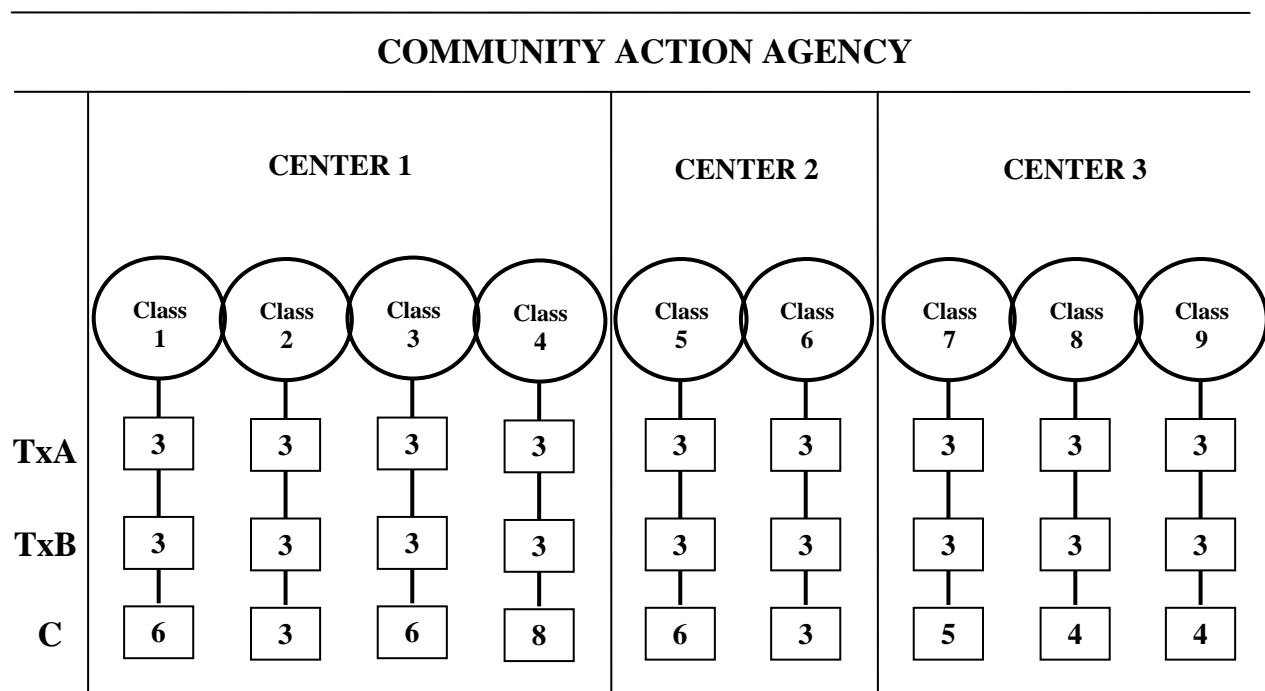 COMMUNITY ACTION AGENCY
CENTER 1 CENTER 2 CENTER 3
Class Class Class Class Class Class Class Class Class
1 2 3 4 5 6 7 8 9
TxA 3 3 3 3 3 3 3 3 3
TxB 3 3 3 3 3 3 3 3 3
C 6 3 6 8 6 3 5 4 4